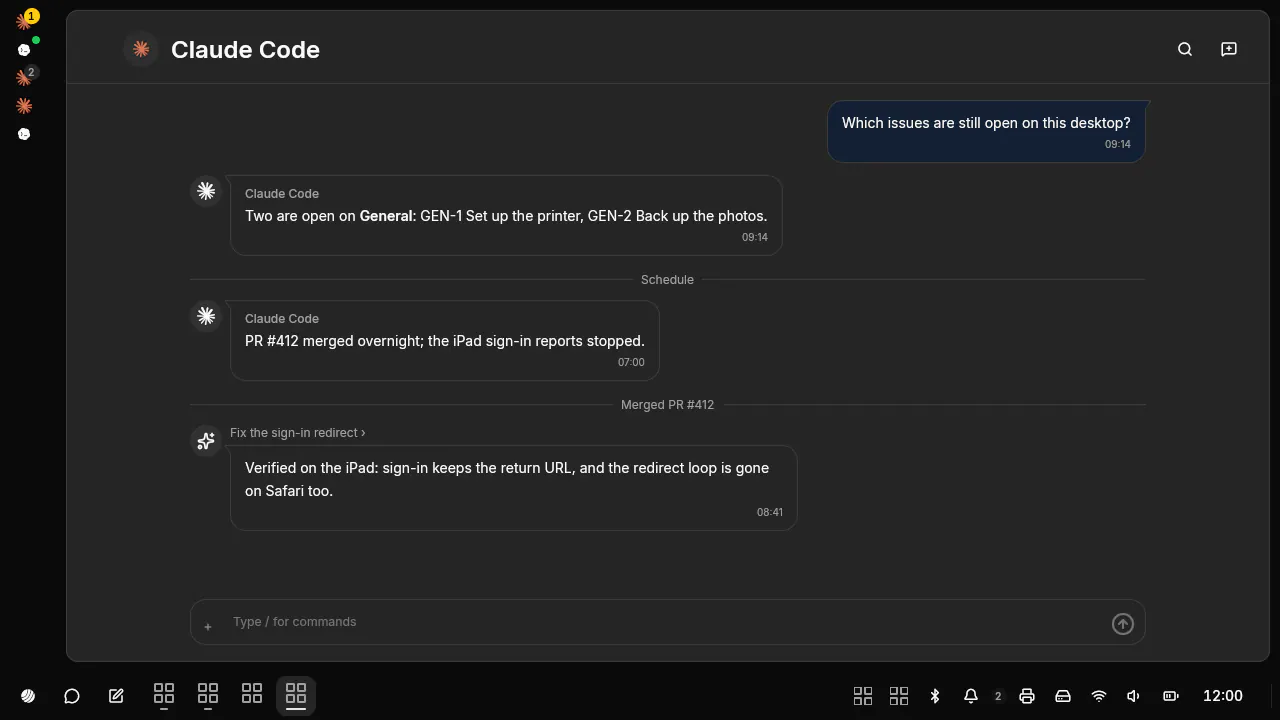 1
2
Claude Code
Which issues are still open on this desktop?
09:14
Claude Code
Two are open on General: GEN-1 Set up the printer, GEN-2 Back up the photos.
09:14
Schedule
Claude Code
PR #412 merged overnight; the iPad sign-in reports stopped.
07:00
Merged PR #412
Fix the sign-in redirect ›
Verified on the iPad: sign-in keeps the return URL, and the redirect loop is gone
on Safari too.
08:41
+ Type / for commands
2
12:00